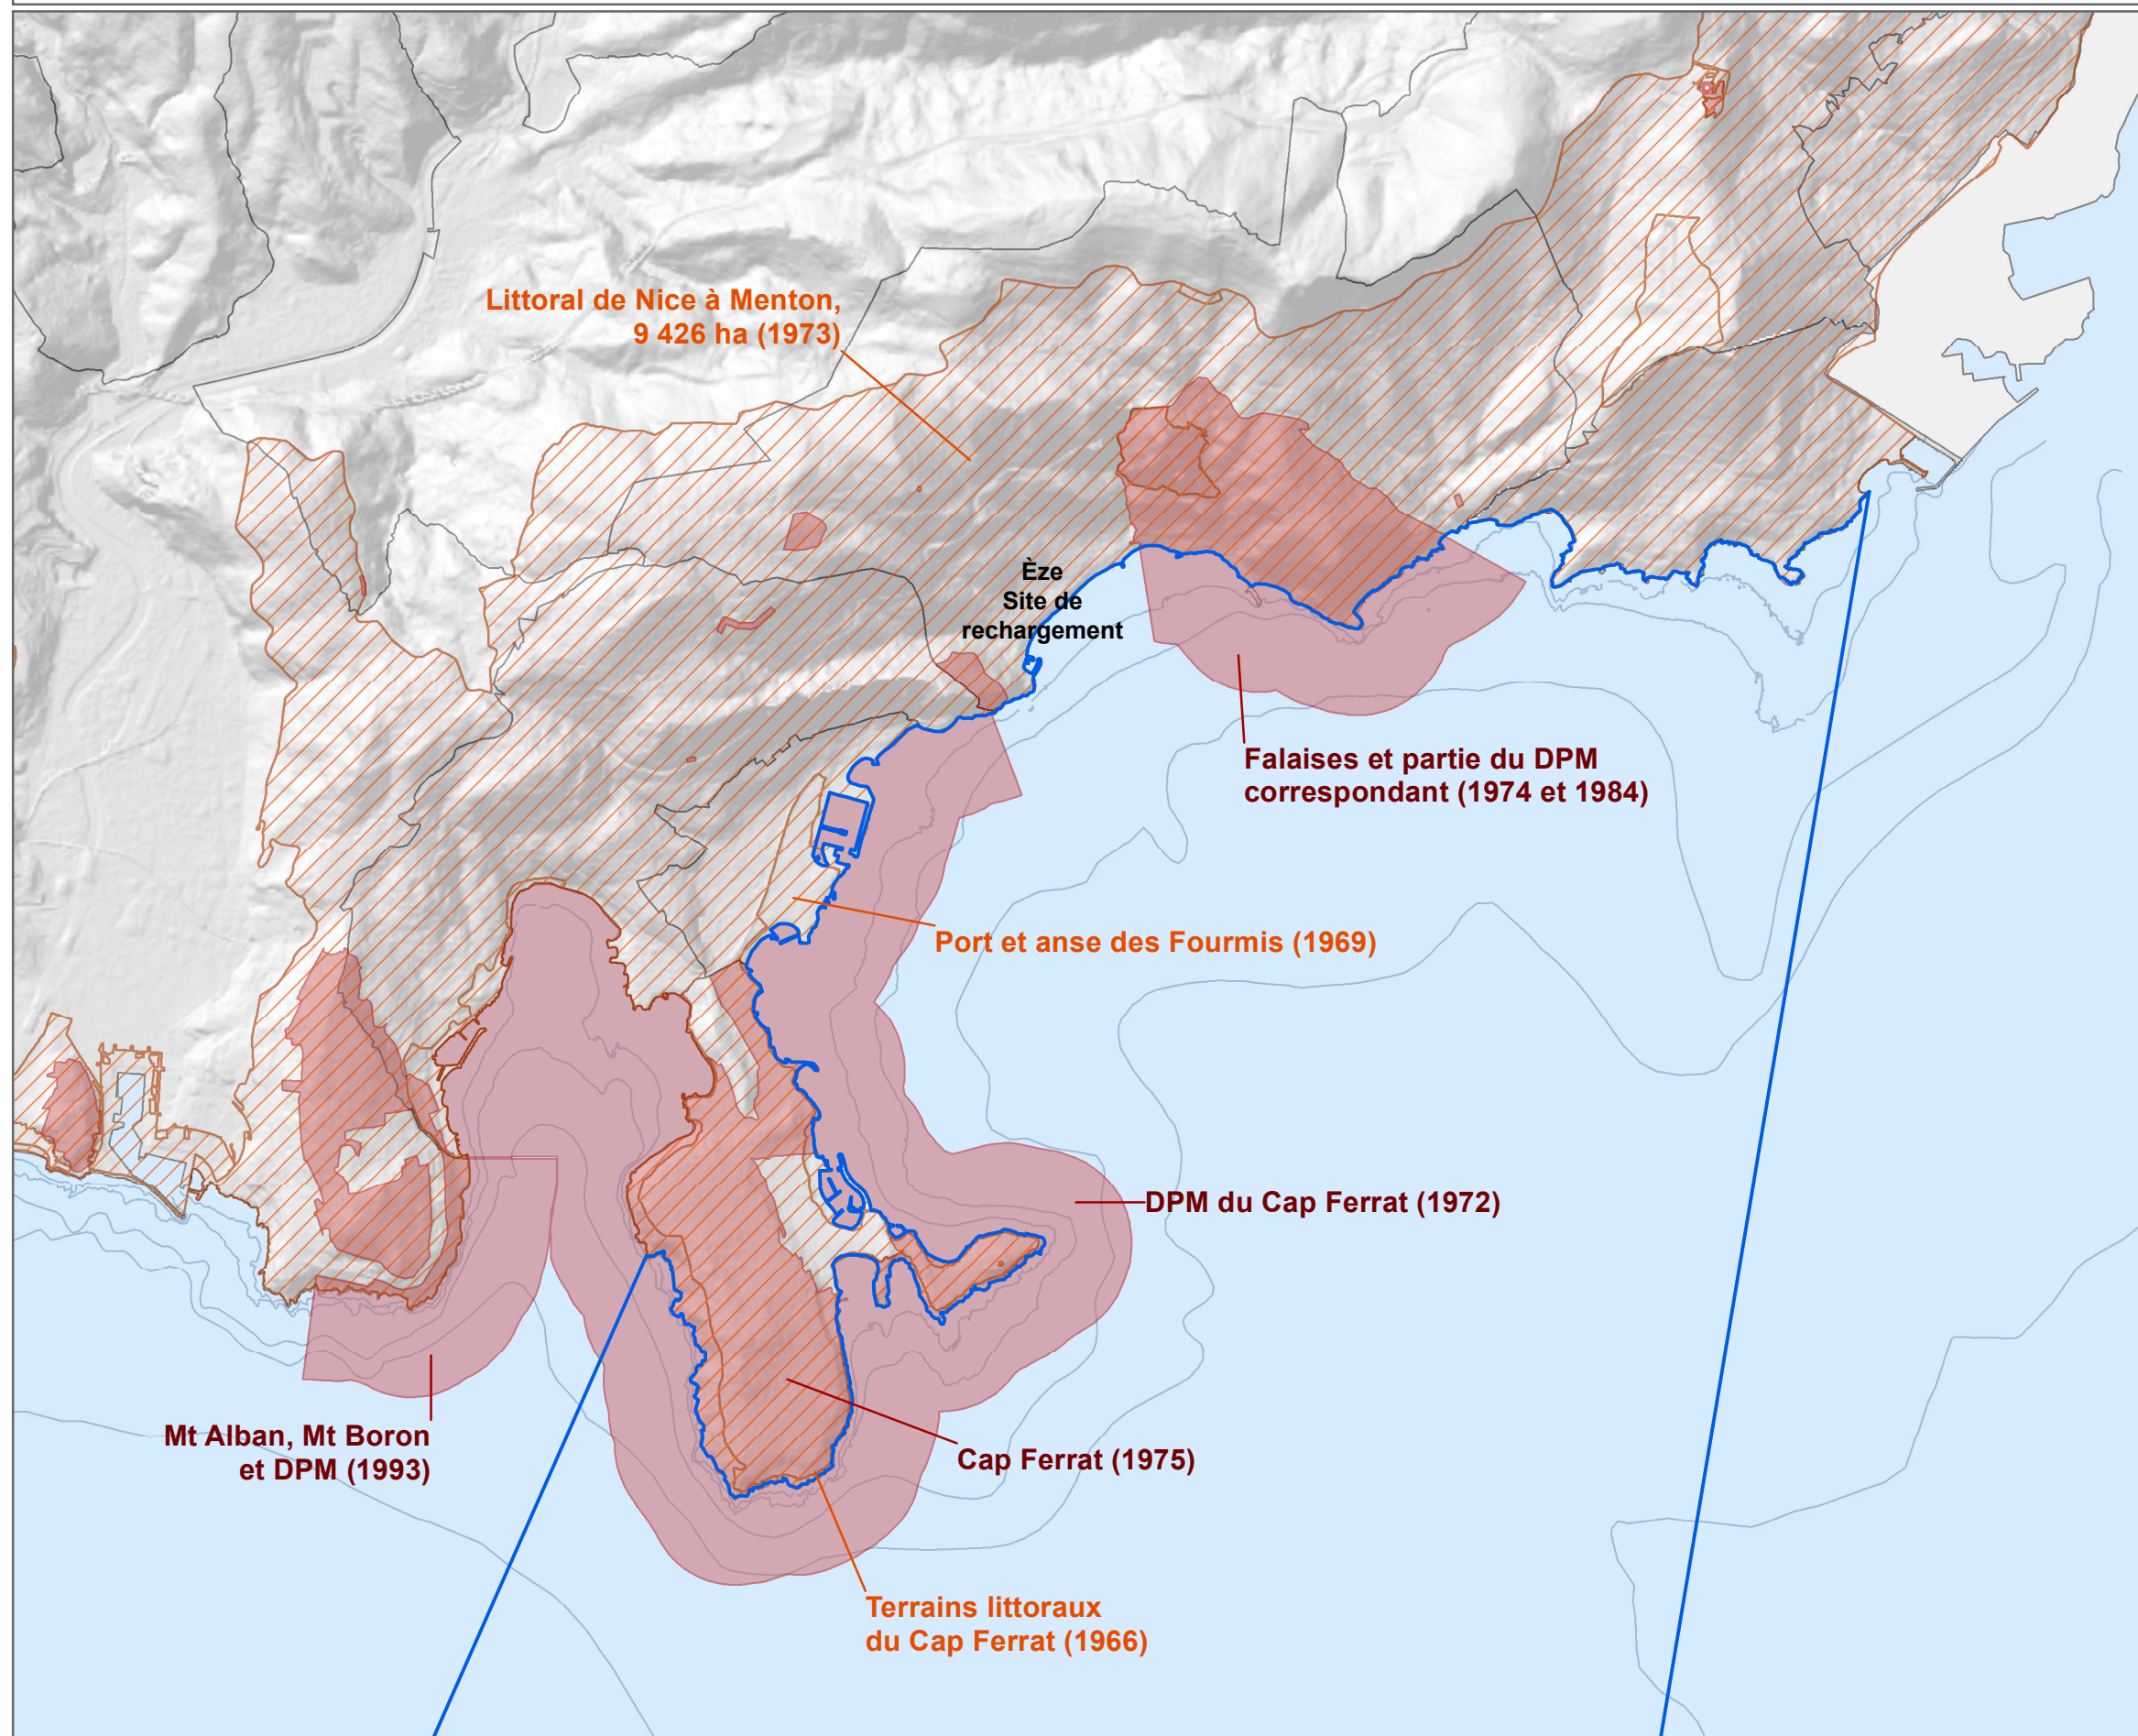 Littoral de Nice à Menton,
9 426 ha (1973)
Èze
Site de
rechargement
Falaises et partie du DPM
correspondant (1974 et 1984)
Port et anse des Fourmis (1969)
DPM du Cap Ferrat (1972)
Mt Alban, Mt Boron
et DPM (1993)
Cap Ferrat (1975)
Terrains littoraux
du Cap Ferrat (1966)